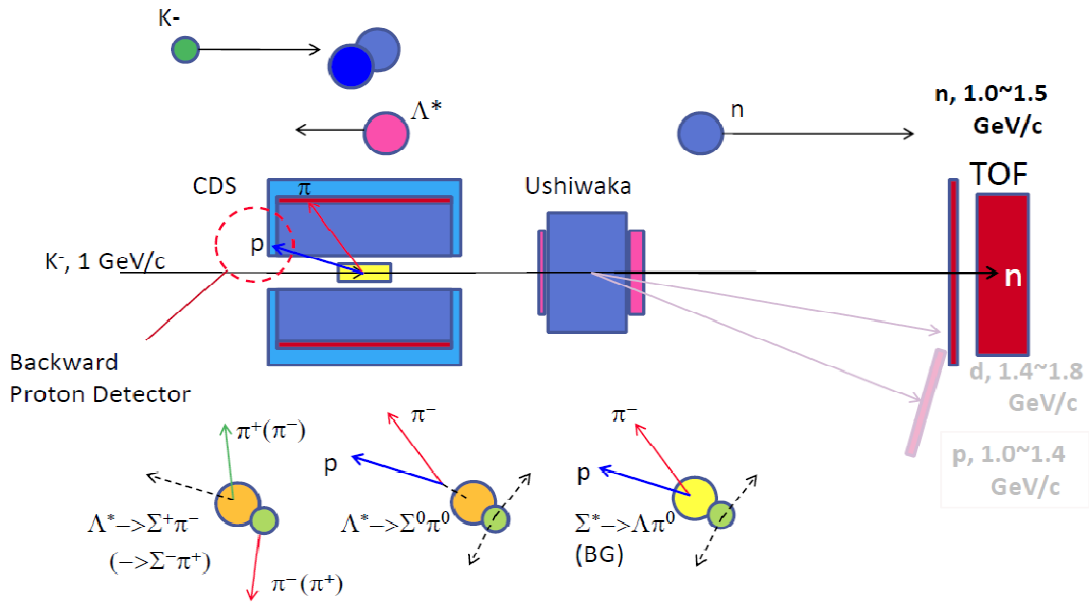 K-
Λ*
n
n, 1.0~1.5
GeV/c
CDS
π
Ushiwaka
TOF
p
K-, 1 GeV/c
n
Backward
Proton Detector
d, 1.4~1.8
GeV/c
p, 1.0~1.4
GeV/c
π+(π−)
p
π−
p
π−
Λ*−>Σ+π−
(−>Σ−π+)
π−(π+)
Λ*−>Σ0π0
Σ*−>Λπ0
(BG)